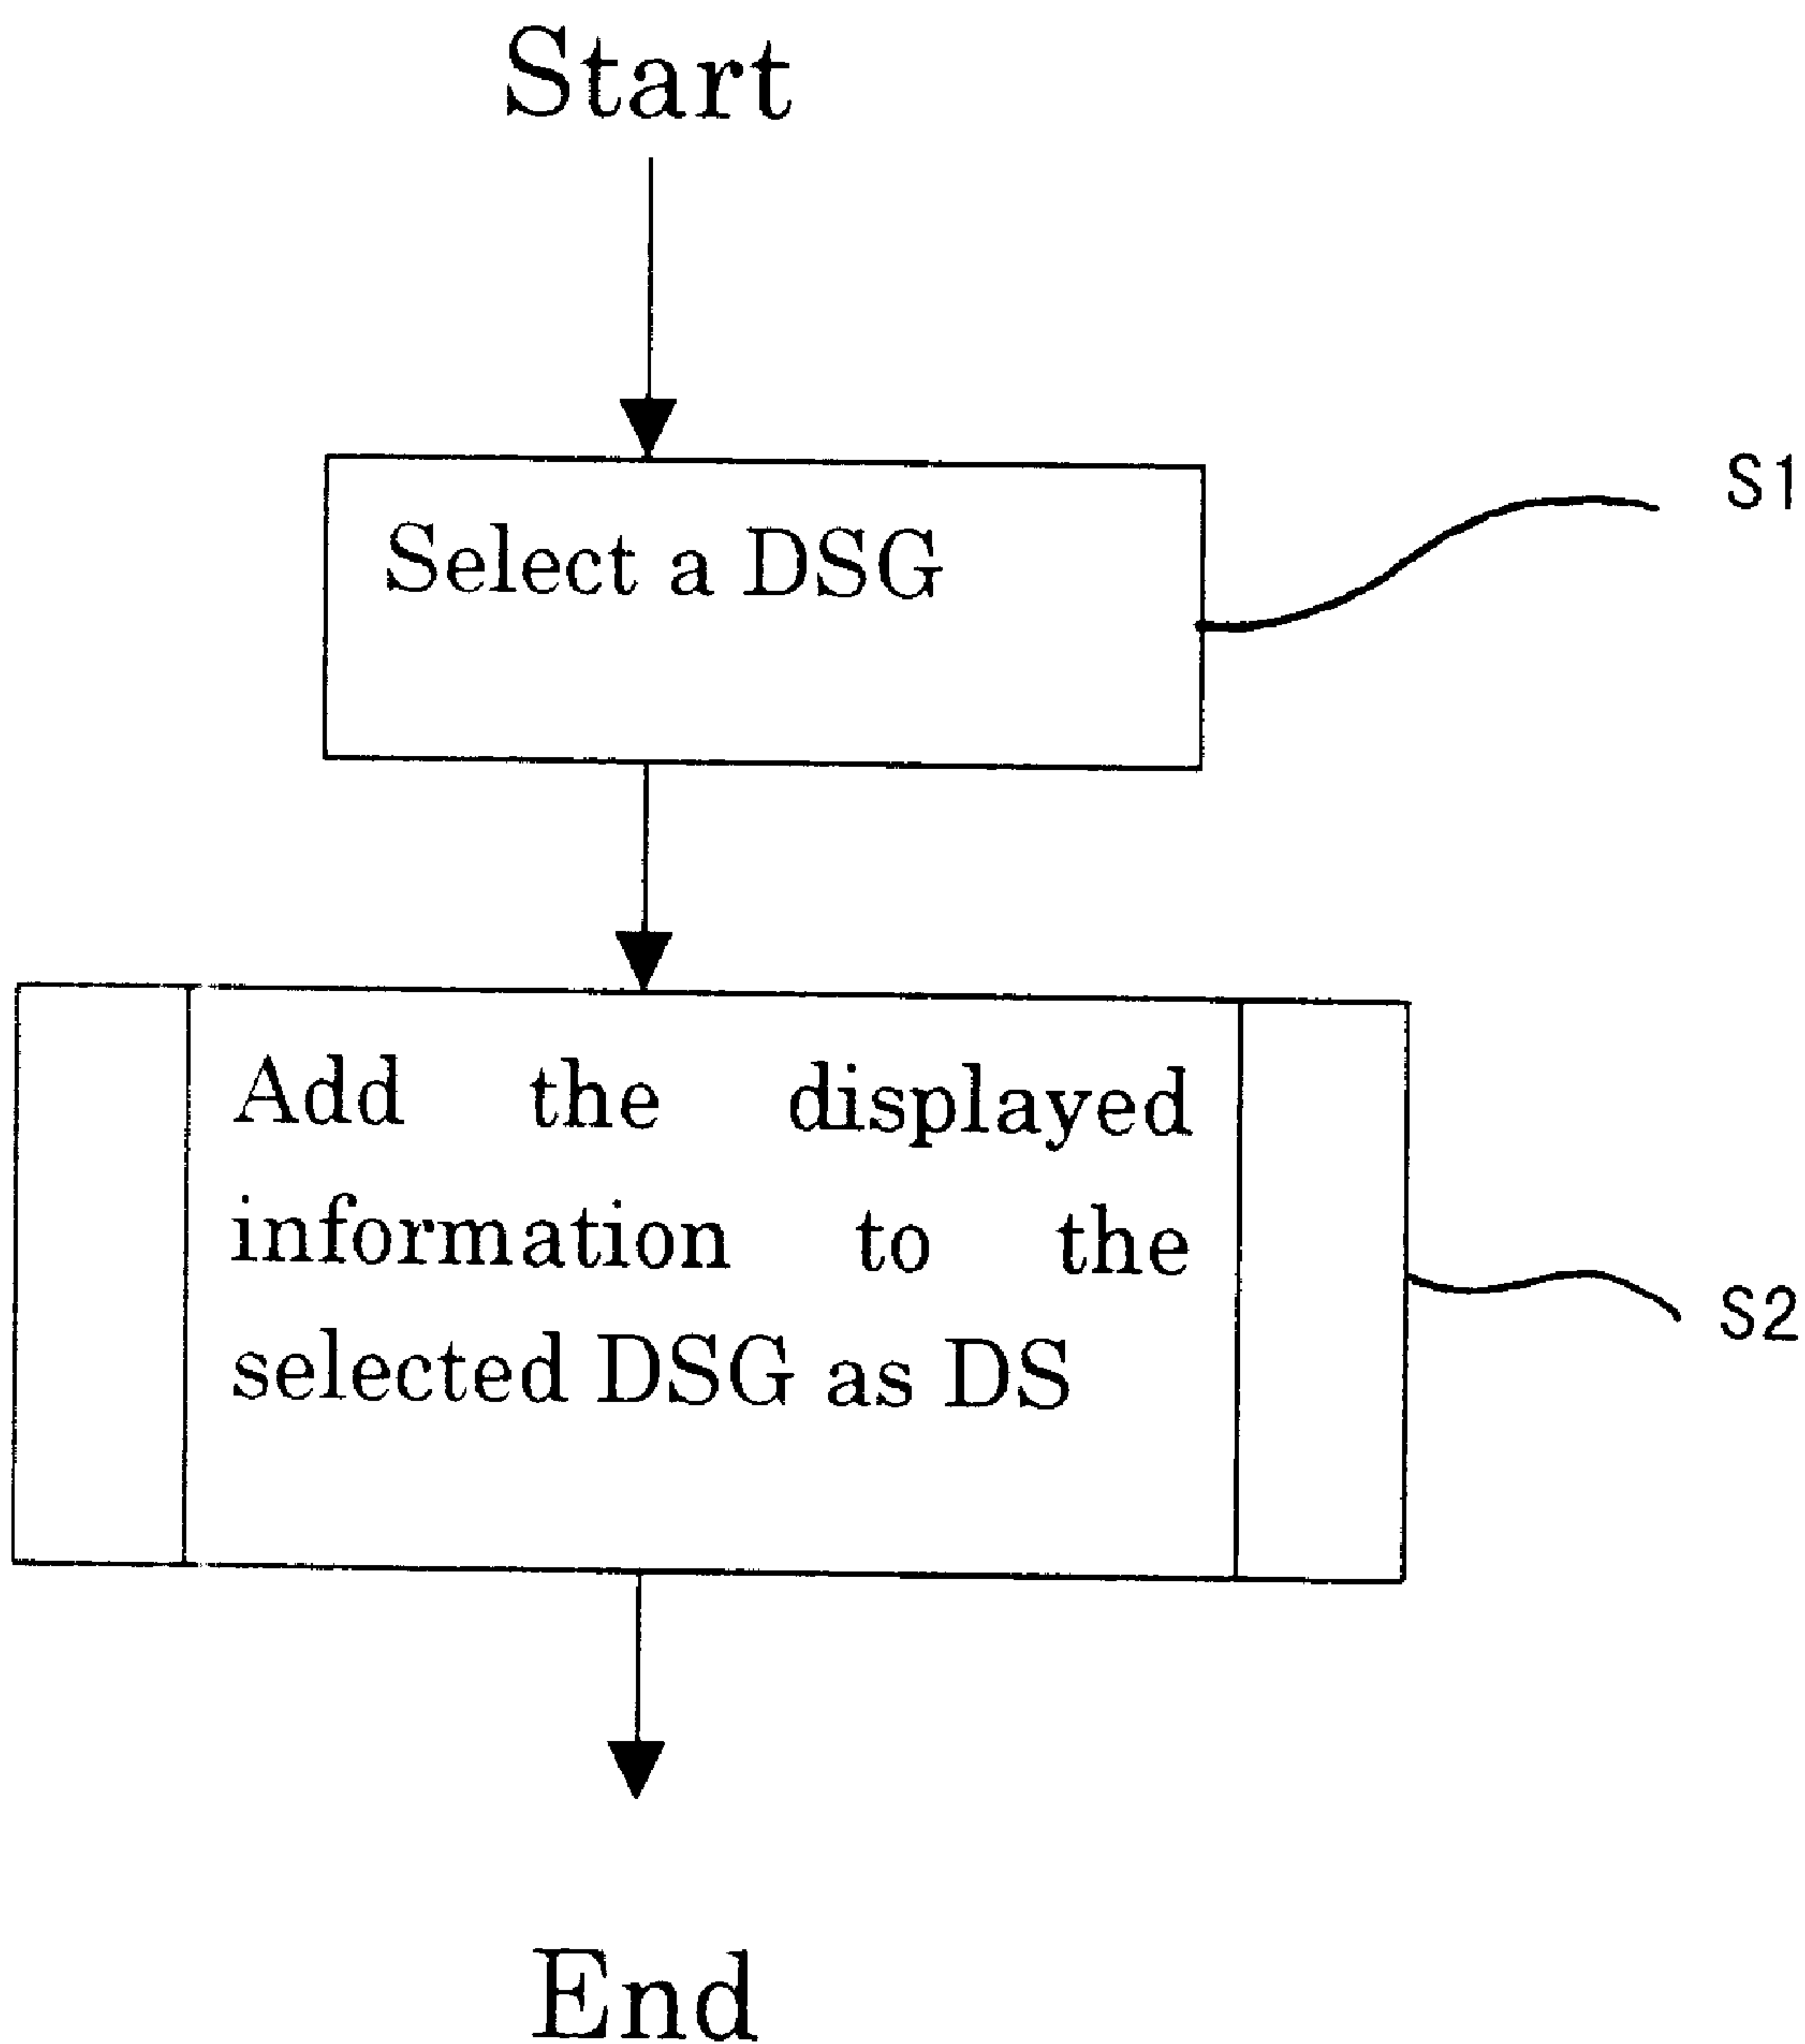 Start
Select a DSG
S1
Add the displayed
information to the
selected DSG as DS
S2
End